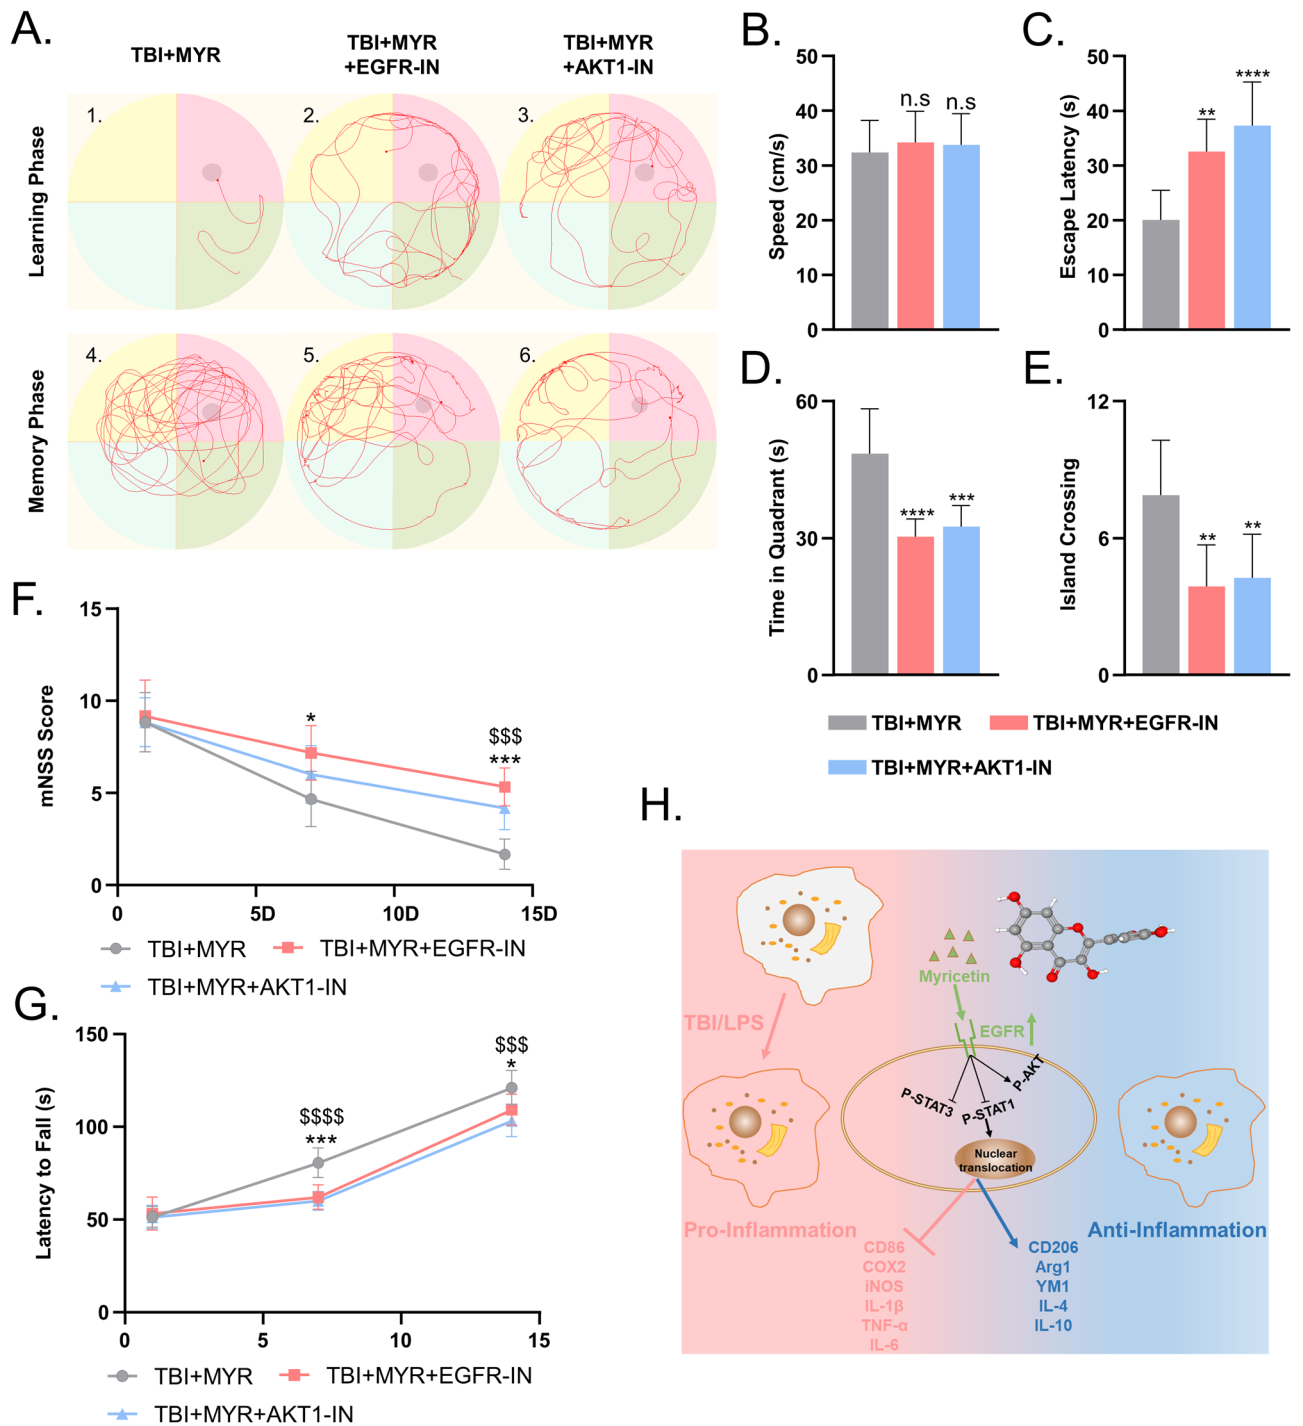 A.
TBI+MYR
TBI+MYR
+EGFR-IN
TBI+MYR
+AKT1-IN
Learning Phase
1.
2.
3.
Memory Phase
4.
5.
6.
B.
Speed (cm/s)
50
40
30
20
10
0
n.s
n.s
C.
Escape Latency (s)
50
40
30
20
10
0
**
****
D.
Time in Quadrant (s)
60
30
0
****
***
E.
Island Crossing
12
6
0
**
**
TBI+MYR
TBI+MYR+EGFR-IN
TBI+MYR+AKT1-IN
F.
mNSS Score
15
10
5
0
*
$$$
***
0
5D
10D
15D
TBI+MYR
TBI+MYR+EGFR-IN
TBI+MYR+AKT1-IN
G.
Latency to Fall (s)
150
100
50
0
$$$$
***
$$$
*
0
5
10
15
TBI+MYR
TBI+MYR+EGFR-IN
TBI+MYR+AKT1-IN
H.
Myricetin
TBI/LPS
EGFR
P-STAT3
P-STAT1
P-AKT
Nuclear
translocation
Pro-Inflammation
Anti-Inflammation
CD86
COX2
iNOS
IL-1β
TNF-α
IL-6
CD206
Arg1
YM1
IL-4
IL-10